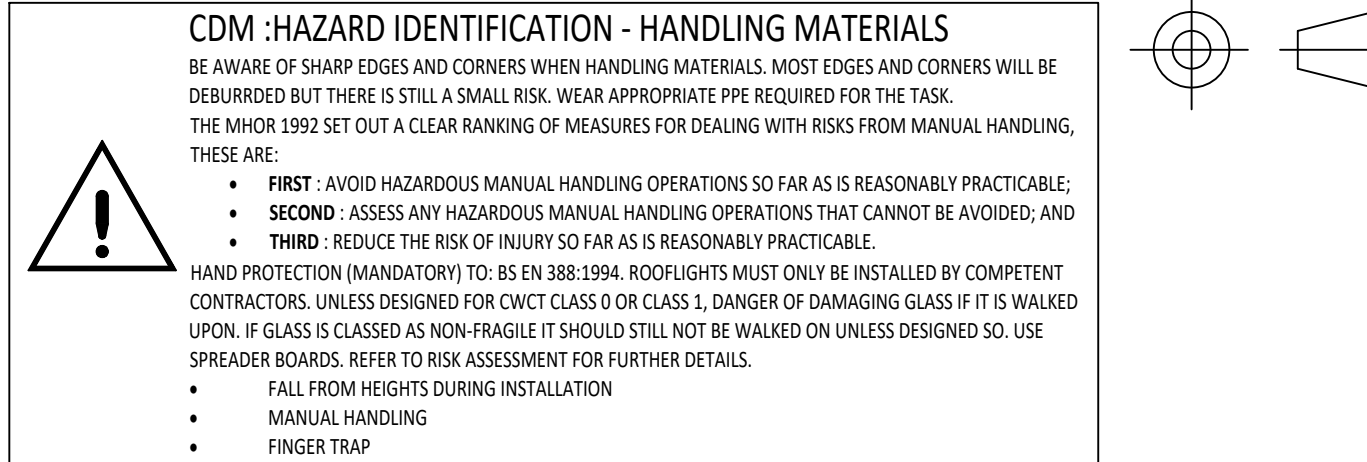 CDM :HAZARD IDENTIFICATION - HANDLING MATERIALS
BE AWARE OF SHARP EDGES AND CORNERS WHEN HANDLING MATERIALS. MOST EDGES AND CORNERS WILL BE
DEBURRDED BUT THERE IS STILL A SMALL RISK. WEAR APPROPRIATE PPE REQUIRED FOR THE TASK.
THE MHOR 1992 SET OUT A CLEAR RANKING OF MEASURES FOR DEALING WITH RISKS FROM MANUAL HANDLING,
THESE ARE:
• FIRST : AVOID HAZARDOUS MANUAL HANDLING OPERATIONS SO FAR AS IS REASONABLY PRACTICABLE;
• SECOND : ASSESS ANY HAZARDOUS MANUAL HANDLING OPERATIONS THAT CANNOT BE AVOIDED; AND
• THIRD : REDUCE THE RISK OF INJURY SO FAR AS IS REASONABLY PRACTICABLE.
HAND PROTECTION (MANDATORY) TO: BS EN 388:1994. ROOFLIGHTS MUST ONLY BE INSTALLED BY COMPETENT
CONTRACTORS. UNLESS DESIGNED FOR CWCT CLASS 0 OR CLASS 1, DANGER OF DAMAGING GLASS IF IT IS WALKED
UPON. IF GLASS IS CLASSED AS NON-FRAGILE IT SHOULD STILL NOT BE WALKED ON UNLESS DESIGNED SO. USE
SPREADER BOARDS. REFER TO RISK ASSESSMENT FOR FURTHER DETAILS.
• FALL FROM HEIGHTS DURING INSTALLATION
• MANUAL HANDLING
• FINGER TRAP